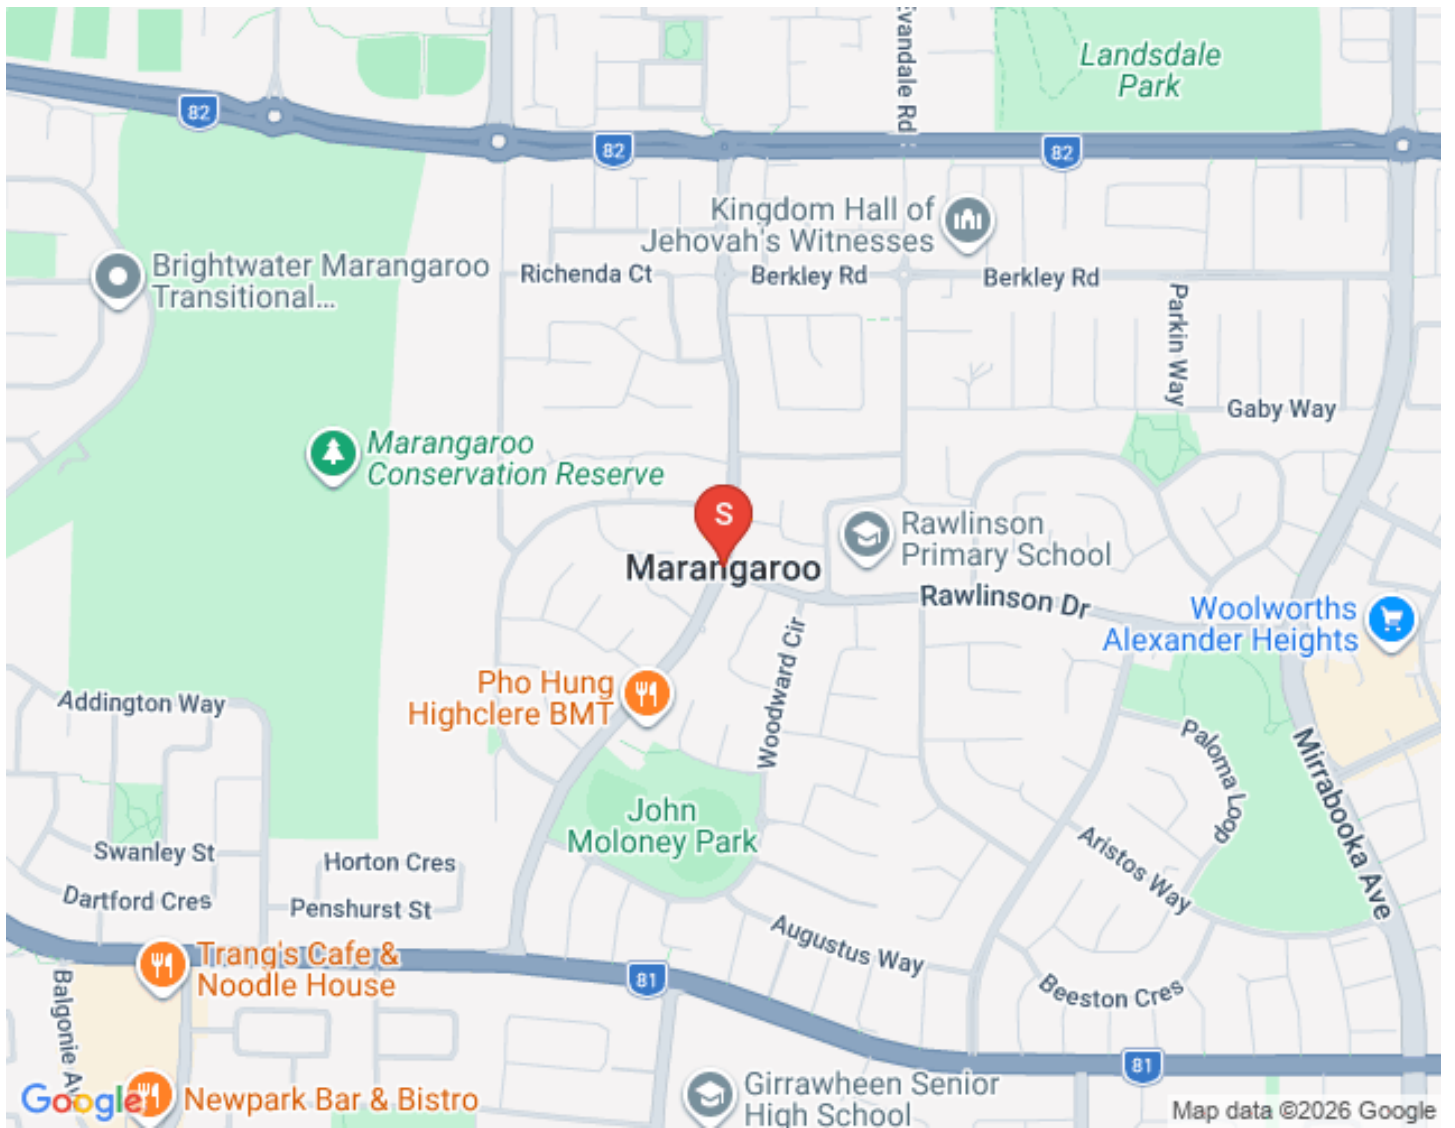 Evandale Rd
Landsdale
Park
82
82
82
Kingdom Hall of
Jehovah's Witnesses
Brightwater Marangaroo
Transitional...
Richenda Ct
Berkley Rd
Berkley Rd
Parkin Way
Gaby Way
Marangaroo
Conservation Reserve
S
Rawlinson
Primary School
Marangaroo
Rawlinson Dr
Woolworths
Alexander Heights
Woodward Cir
Pho Hung
Highclere BMT
Addington Way
Paloma Loop
Mirrabooka Ave
John
Moloney Park
Swanley St
Horton Cres
Aristos Way
Dartford Cres
Penshurst St
Augustus Way
Trang's Cafe &
Noodle House
81
Balgonie Av
Beeston Cres
81
Girrawheen Senior
High School
Newpark Bar & Bistro
Google
Map data ©2026 Google